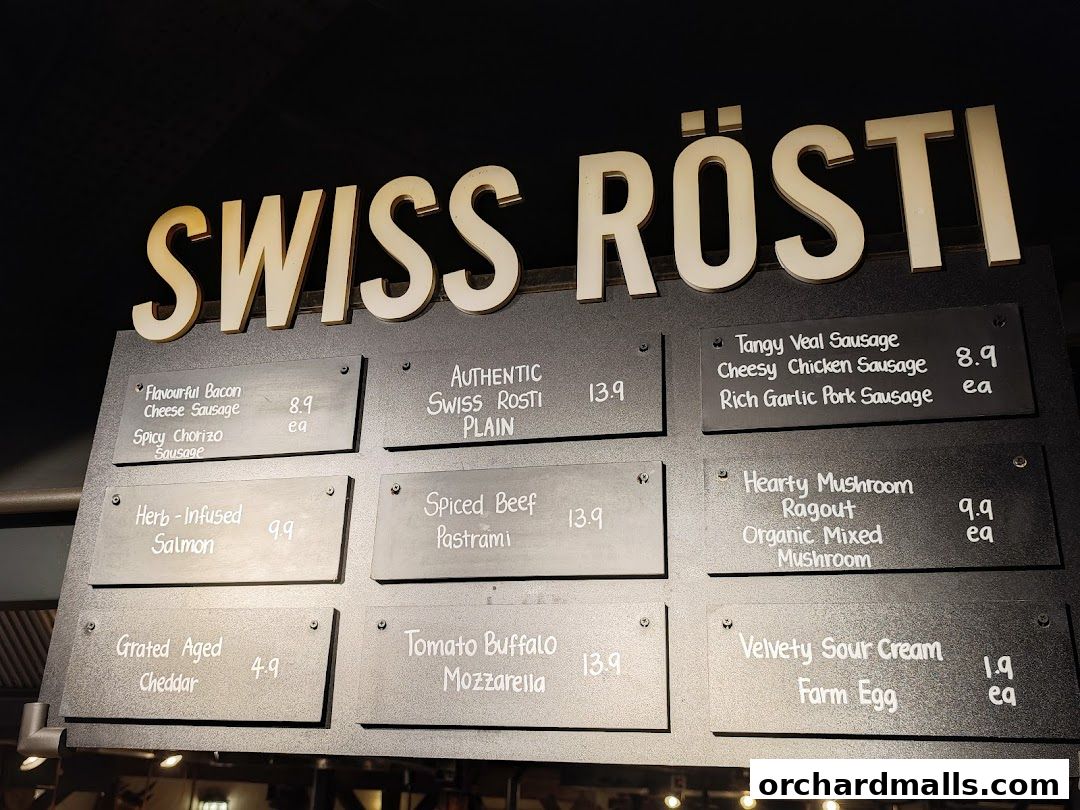 SWISS RÖSTI
Flavourful Bacon
Cheese Sausage
Spicy Chorizo
Sausage
8.9
ea
AUTHENTIC
SWISS ROSTI
PLAIN
13.9
Tangy Veal Sausage
Cheesy Chicken Sausage
Rich Garlic Pork Sausage
8.9
ea
Herb-Infused
Salmon
9.9
Spiced Beef
Pastrami
13.9
Hearty Mushroom
Ragout
Organic Mixed
Mushroom
9.9
ea
Grated Aged
Cheddar
4.9
Tomato Buffalo
Mozzarella
13.9
Velvety Sour Cream
Farm Egg
1.9
ea
orchardmalls.com